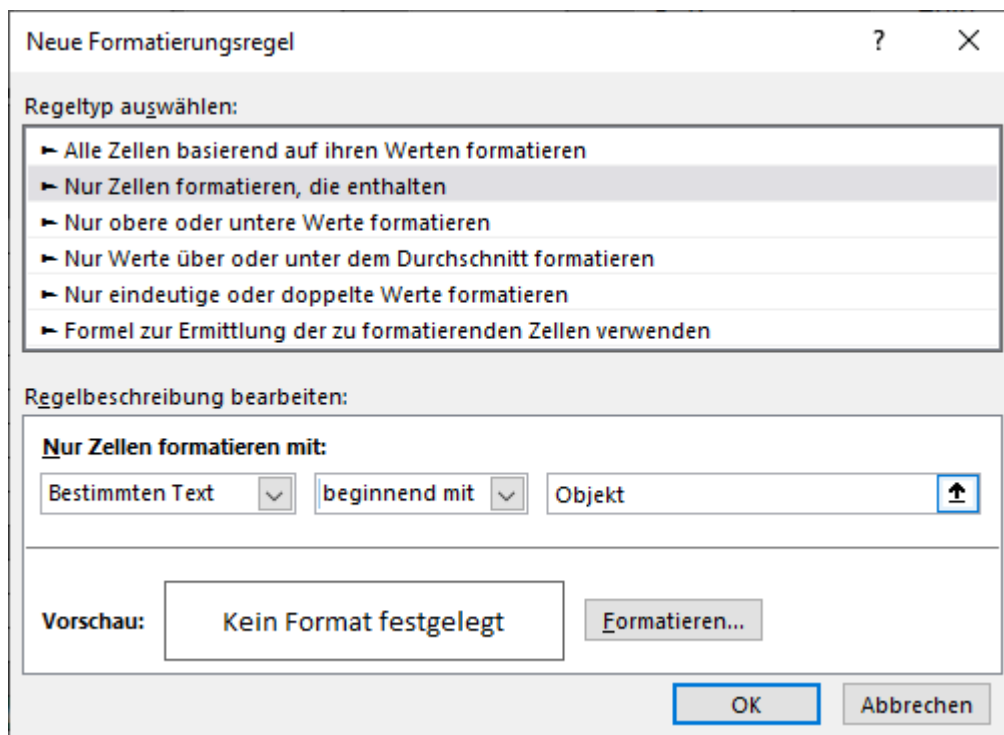 Neue Formatierungsregel ?
Regeltyp auswählen:
► Alle Zellen basierend auf ihren Werten formatieren
► Nur Zellen formatieren, die enthalten
► Nur obere oder untere Werte formatieren
► Nur Werte über oder unter dem Durchschnitt formatieren
► Nur eindeutige oder doppelte Werte formatieren
► Formel zur Ermittlung der zu formatierenden Zellen verwenden
Regelbeschreibung bearbeiten:
Nur Zellen formatieren mit:
Bestimmten Text beginnend mit Objekt
Vorschau: Kein Format festgelegt Formatieren...
OK Abbrechen